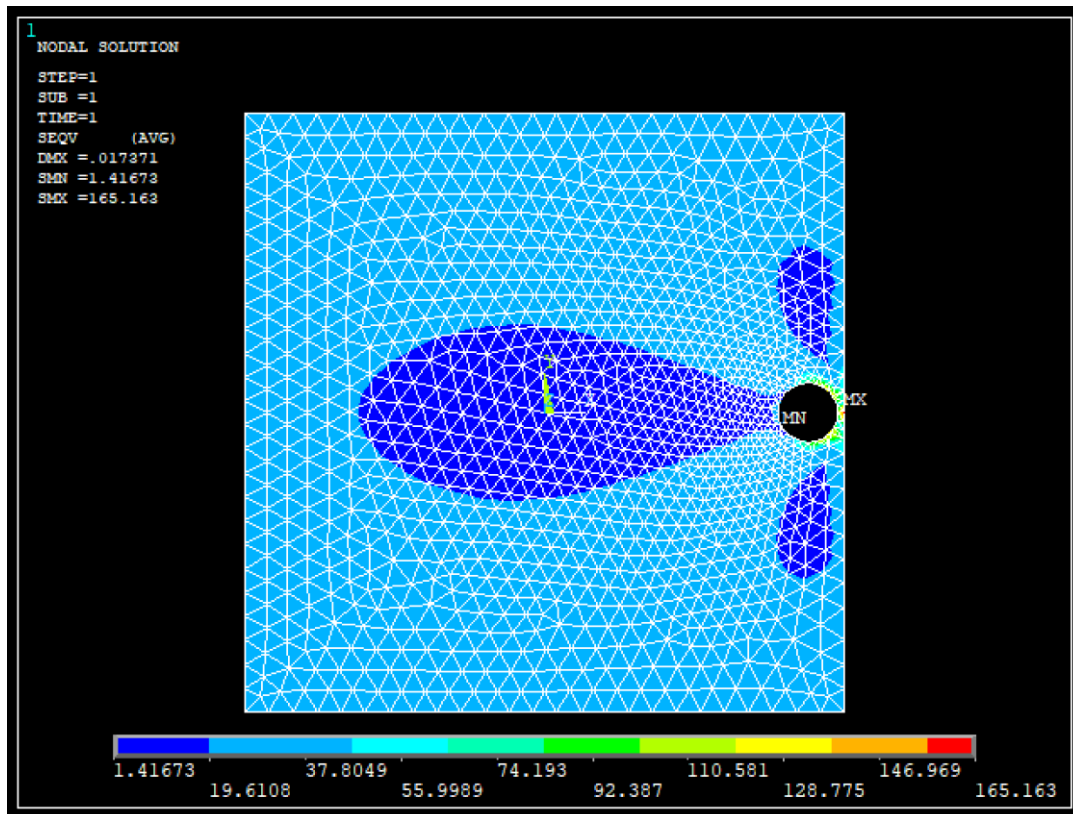 1
NODAL SOLUTION
STEP=1
SUB =1
TIME=1
SEQV (AVG)
DMX =.017371
SMN =1.41673
SMX =165.163
MX
MN
1.41673 37.8049 74.193 110.581 146.969
19.6108 55.9989 92.387 128.775 165.163